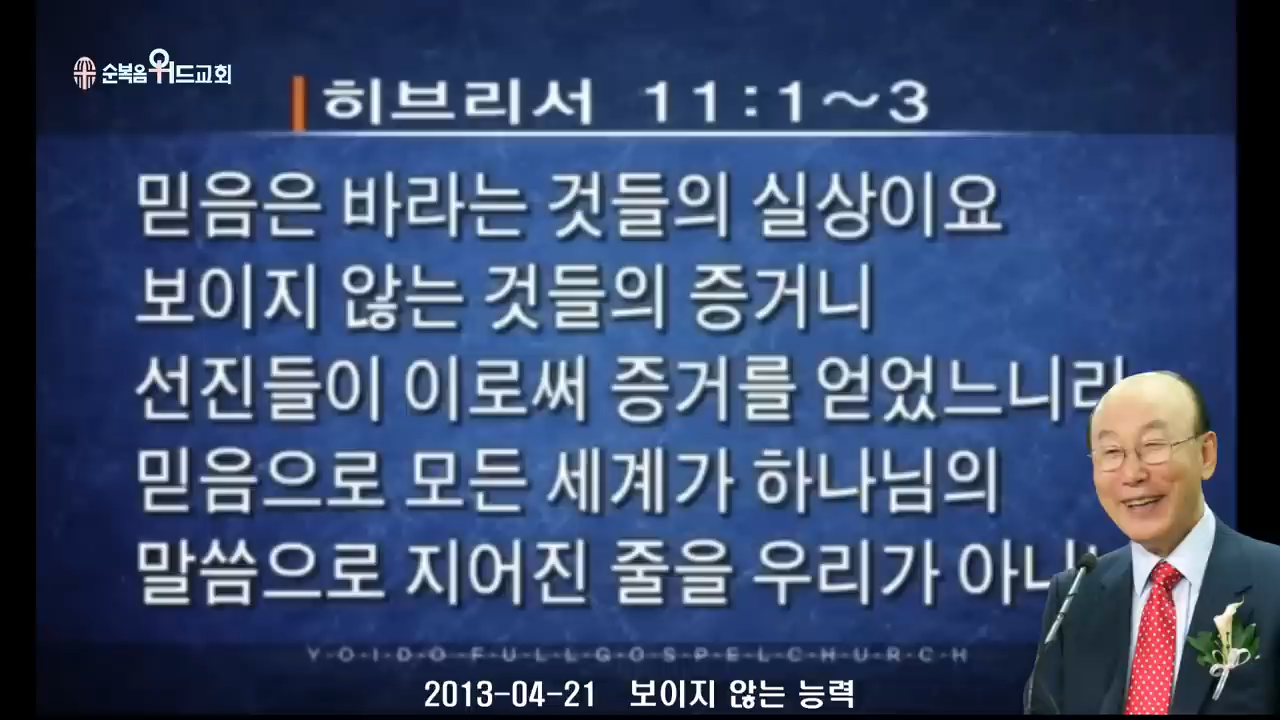 순복음위드교회
히브리서 11:1~3
믿음은 바라는 것들의 실상이요
보이지 않는 것들의 증거니
선진들이 이로써 증거를 얻었느니라
믿음으로 모든 세계가 하나님의
말씀으로 지어진 줄을 우리가
Y-O-I-D-O-F-U-L-L-G-O-S-P-E-L-C-H-U-R-C-H
2013-04-21 보이지 않는 능력